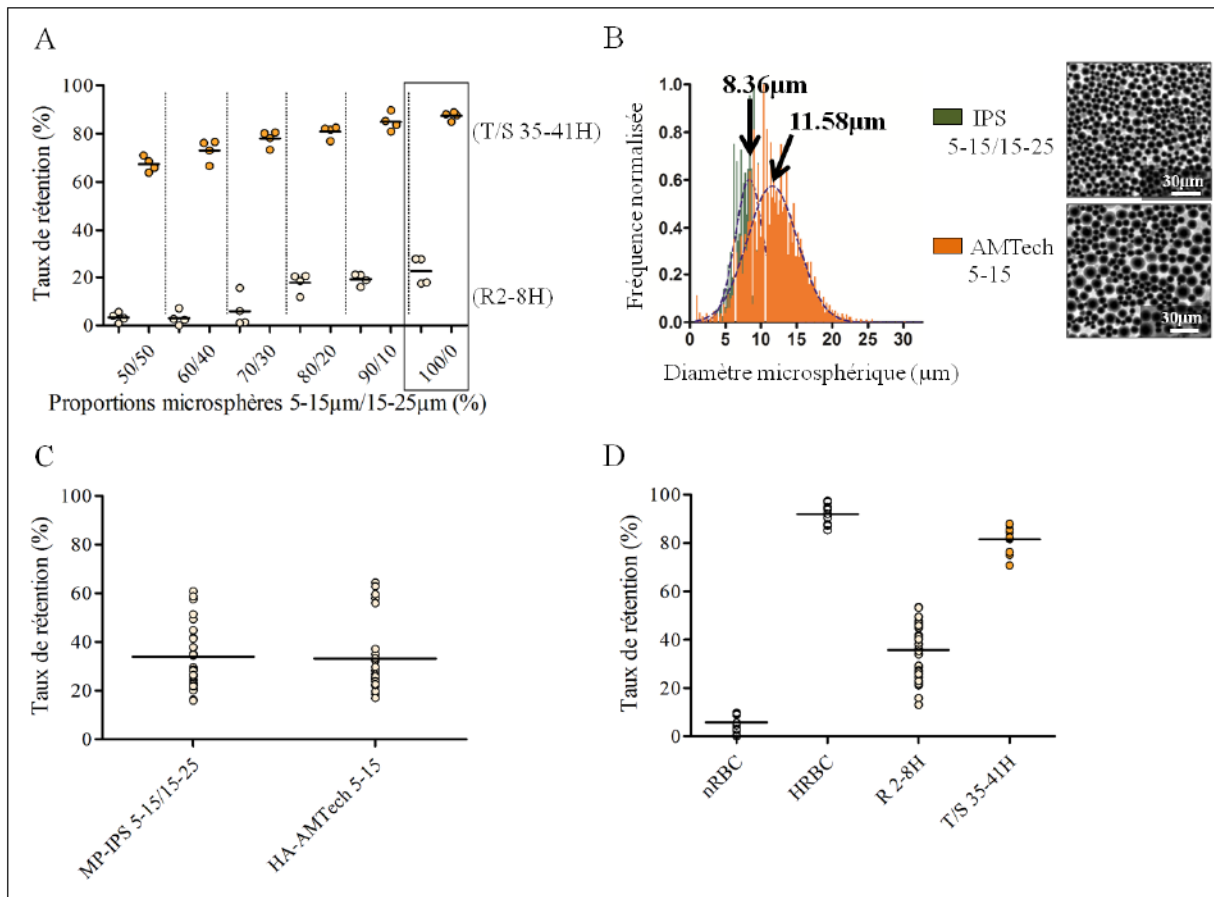 A
Taux de rétention (%)
100
80
60
40
20
0
(T/S 35-41H)
(R2-8H)
50/50
60/40
70/30
80/20
90/10
100/0
Proportions microsphères 5-15µm/15-25µm (%)
B
Fréquence normalisée
1.0
0.8
0.6
0.4
0.2
0.0
8.36µm
11.58µm
0
5
10
15
20
25
30
Diamètre microsphérique (µm)
IPS
5-15/15-25
AMTech
5-15
30µm
30µm
C
Taux de rétention (%)
100
80
60
40
20
0
MP-IPS 5-15/15-25
HA-AMTech 5-15
D
Taux de rétention (%)
100
80
60
40
20
0
nRBC
HRBC
R 2-8H
T/S 35-41H